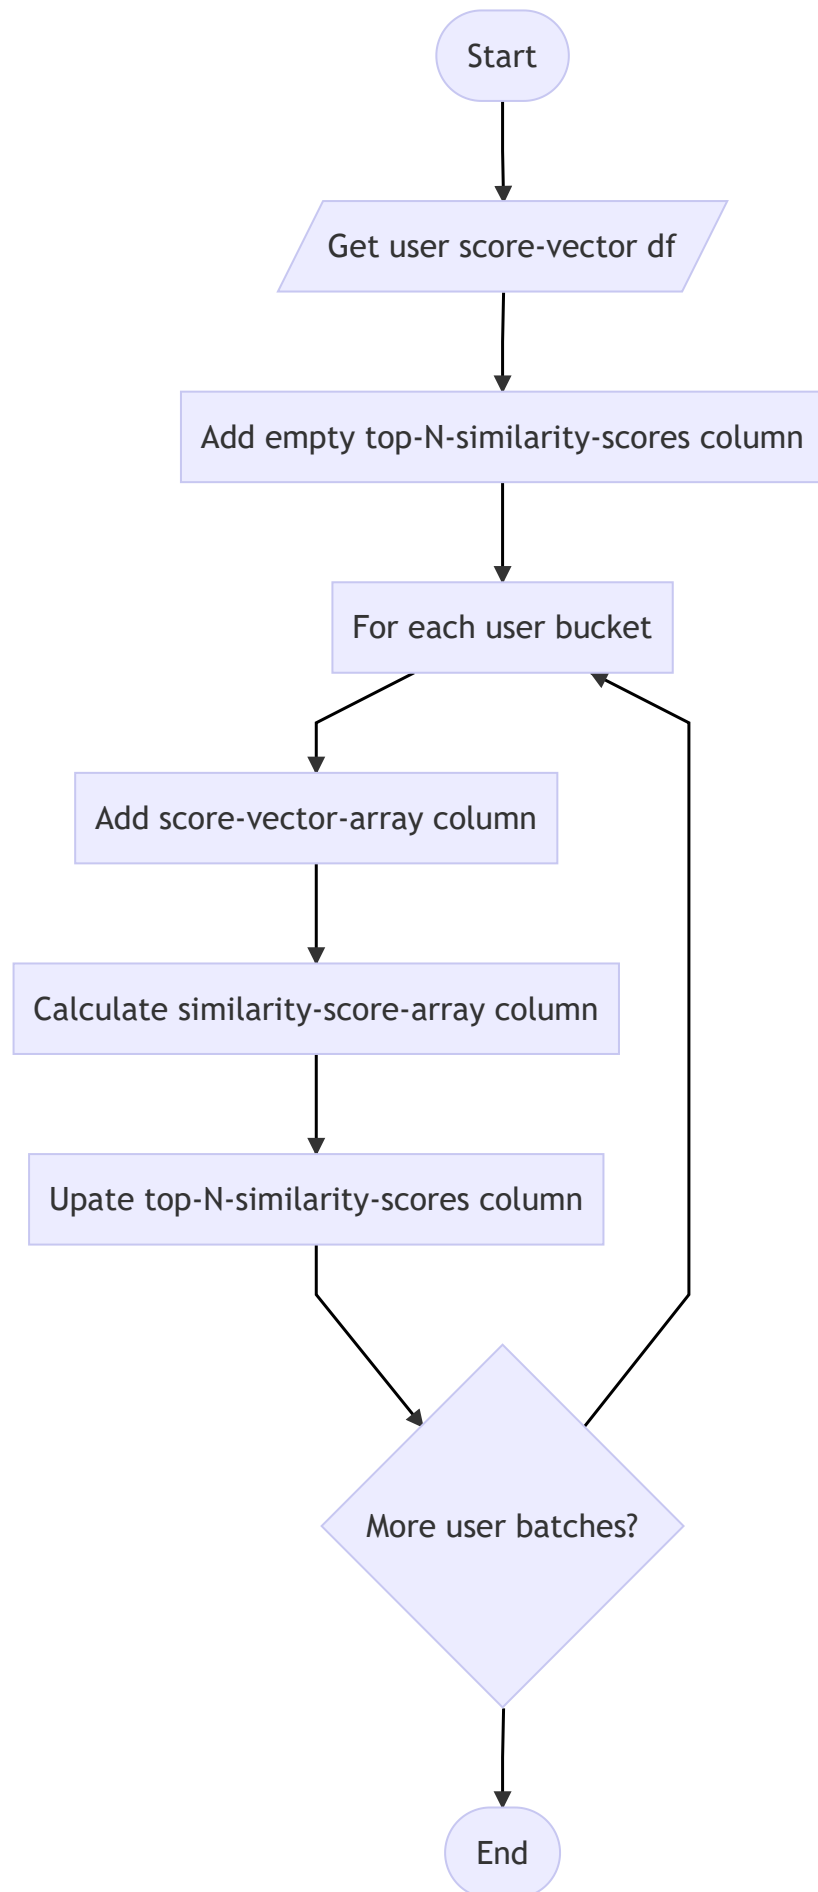 Start
Get user score-vector df
Add empty top-N-similarity-scores column
For each user bucket
Add score-vector-array column
Calculate similarity-score-array column
Upate top-N-similarity-scores column
More user batches?
End